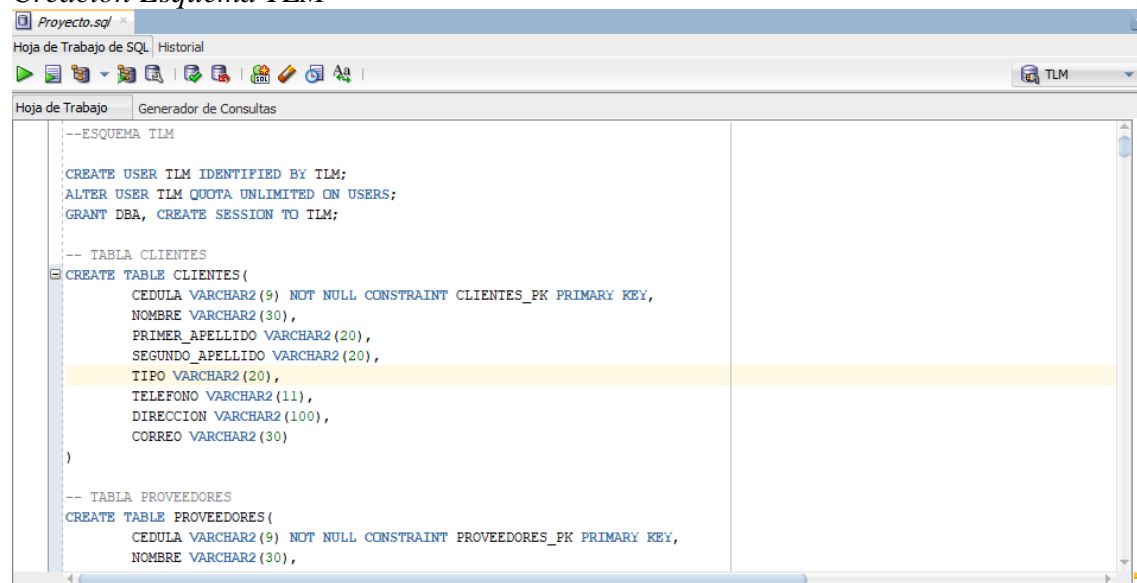 Creación Esquema TLM
Proyecto.sql
Hoja de Trabajo de SQL Historial
TLM
Hoja de Trabajo Generador de Consultas
--ESQUEMA TLM
CREATE USER TLM IDENTIFIED BY TLM;
ALTER USER TLM QUOTA UNLIMITED ON USERS;
GRANT DBA, CREATE SESSION TO TLM;
-- TABLA CLIENTES
CREATE TABLE CLIENTES(
CEDULA VARCHAR2(9) NOT NULL CONSTRAINT CLIENTES_PK PRIMARY KEY,
NOMBRE VARCHAR2(30),
PRIMER_APELLIDO VARCHAR2(20),
SEGUNDO_APELLIDO VARCHAR2(20),
TIPO VARCHAR2(20),
TELEFONO VARCHAR2(11),
DIRECCION VARCHAR2(100),
CORREO VARCHAR2(30)
)
-- TABLA PROVEEDORES
CREATE TABLE PROVEEDORES(
CEDULA VARCHAR2(9) NOT NULL CONSTRAINT PROVEEDORES_PK PRIMARY KEY,
NOMBRE VARCHAR2(30),